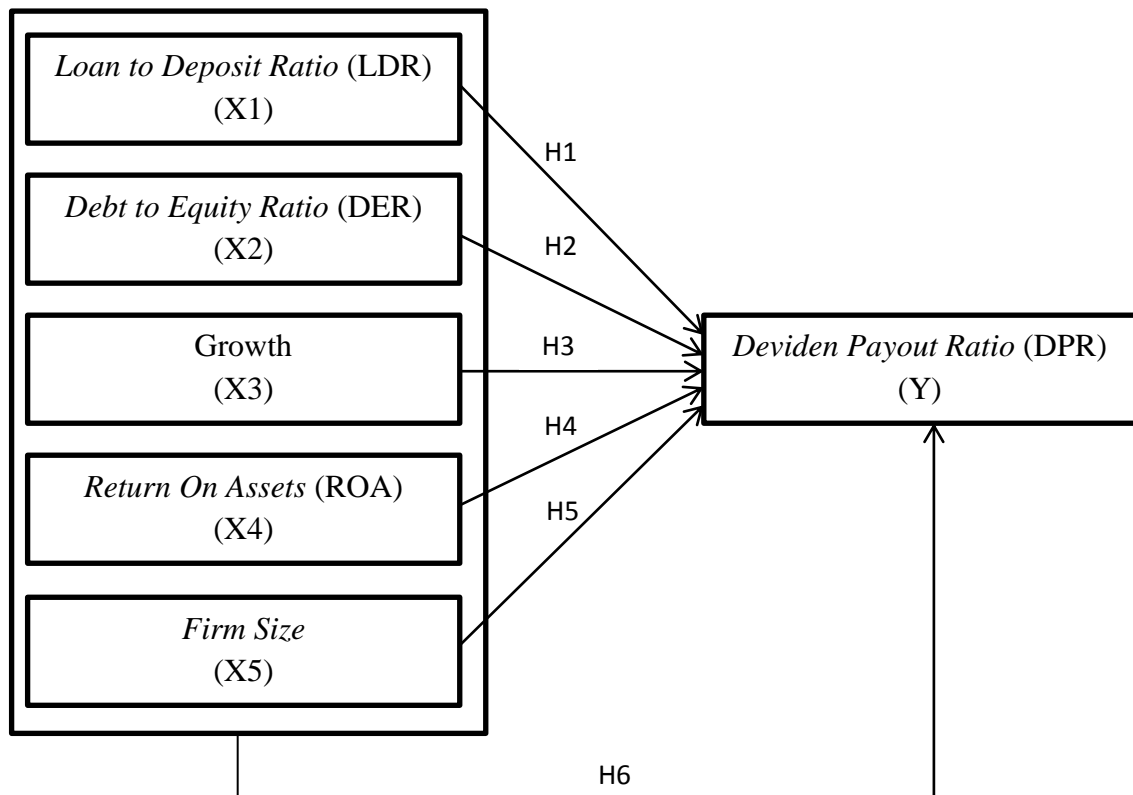 Loan to Deposit Ratio (LDR)
(X1)
H1
Debt to Equity Ratio (DER)
(X2)
H2
Growth
(X3)
H3
Deviden Payout Ratio (DPR)
(Y)
Return On Assets (ROA)
(X4)
H4
Firm Size
(X5)
H5
H6